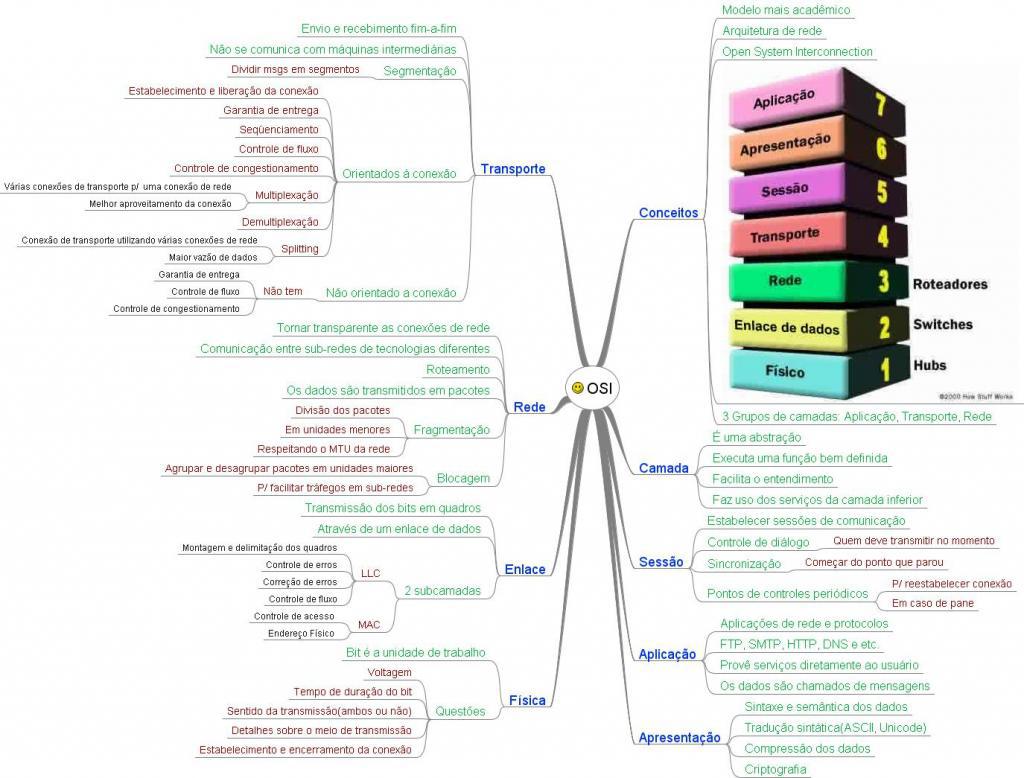 OSI
Conceitos
Modelo mais acadêmico
Arquitetura de rede
Open System Interconnection
Aplicação 7
Apresentação 6
Sessão 5
Transporte 4
Rede 3 Roteadores
Enlace de dados 2 Switches
Físico 1 Hubs
©2000 How Stuff Works
3 Grupos de camadas: Aplicação, Transporte, Rede
Camada
É uma abstração
Executa uma função bem definida
Facilita o entendimento
Faz uso dos serviços da camada inferior
Sessão
Estabelecer sessões de comunicação
Controle de diálogo
Quem deve transmitir no momento
Sincronização
Começar do ponto que parou
Pontos de controles periódicos
P/ reestabelecer conexão
Em caso de pane
Aplicação
Aplicações de rede e protocolos
FTP, SMTP, HTTP, DNS e etc.
Provê serviços diretamente ao usuário
Os dados são chamados de mensagens
Apresentação
Sintaxe e semântica dos dados
Tradução sintática(ASCII, Unicode)
Compressão dos dados
Criptografia
Transporte
Envio e recebimento fim-a-fim
Não se comunica com máquinas intermediárias
Segmentação
Dividir msgs em segmentos
Orientados á conexão
Estabelecimento e liberação da conexão
Garantia de entrega
Seqüenciamento
Controle de fluxo
Controle de congestionamento
Multiplexação
Várias conexões de transporte p/ uma conexão de rede
Melhor aproveitamento da conexão
Demultiplexação
Splitting
Conexão de transporte utilizando várias conexões de rede
Maior vazão de dados
Não orientado a conexão
Não tem
Garantia de entrega
Controle de fluxo
Controle de congestionamento
Rede
Tornar transparente as conexões de rede
Comunicação entre sub-redes de tecnologias diferentes
Roteamento
Os dados são transmitidos em pacotes
Fragmentação
Divisão dos pacotes
Em unidades menores
Respeitando o MTU da rede
Blocagem
Agrupar e desagrupar pacotes em unidades maiores
P/ facilitar tráfegos em sub-redes
Enlace
Transmissão dos bits em quadros
Através de um enlace de dados
2 subcamadas
LLC
Montagem e delimitação dos quadros
Controle de erros
Correção de erros
Controle de fluxo
MAC
Controle de acesso
Endereço Físico
Física
Bit é a unidade de trabalho
Questões
Voltagem
Tempo de duração do bit
Sentido da transmissão(ambos ou não)
Detalhes sobre o meio de transmissão
Estabelecimento e encerramento da conexão